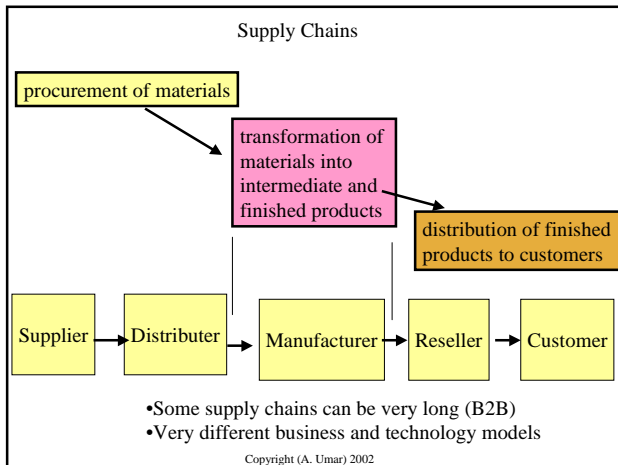 Supply Chains
procurement of materials
transformation of
materials into
intermediate and
finished products
distribution of finished
products to customers
Supplier
Distributer
Manufacturer
Reseller
Customer
•Some supply chains can be very long (B2B)
•Very different business and technology models
Copyright (A. Umar) 2002